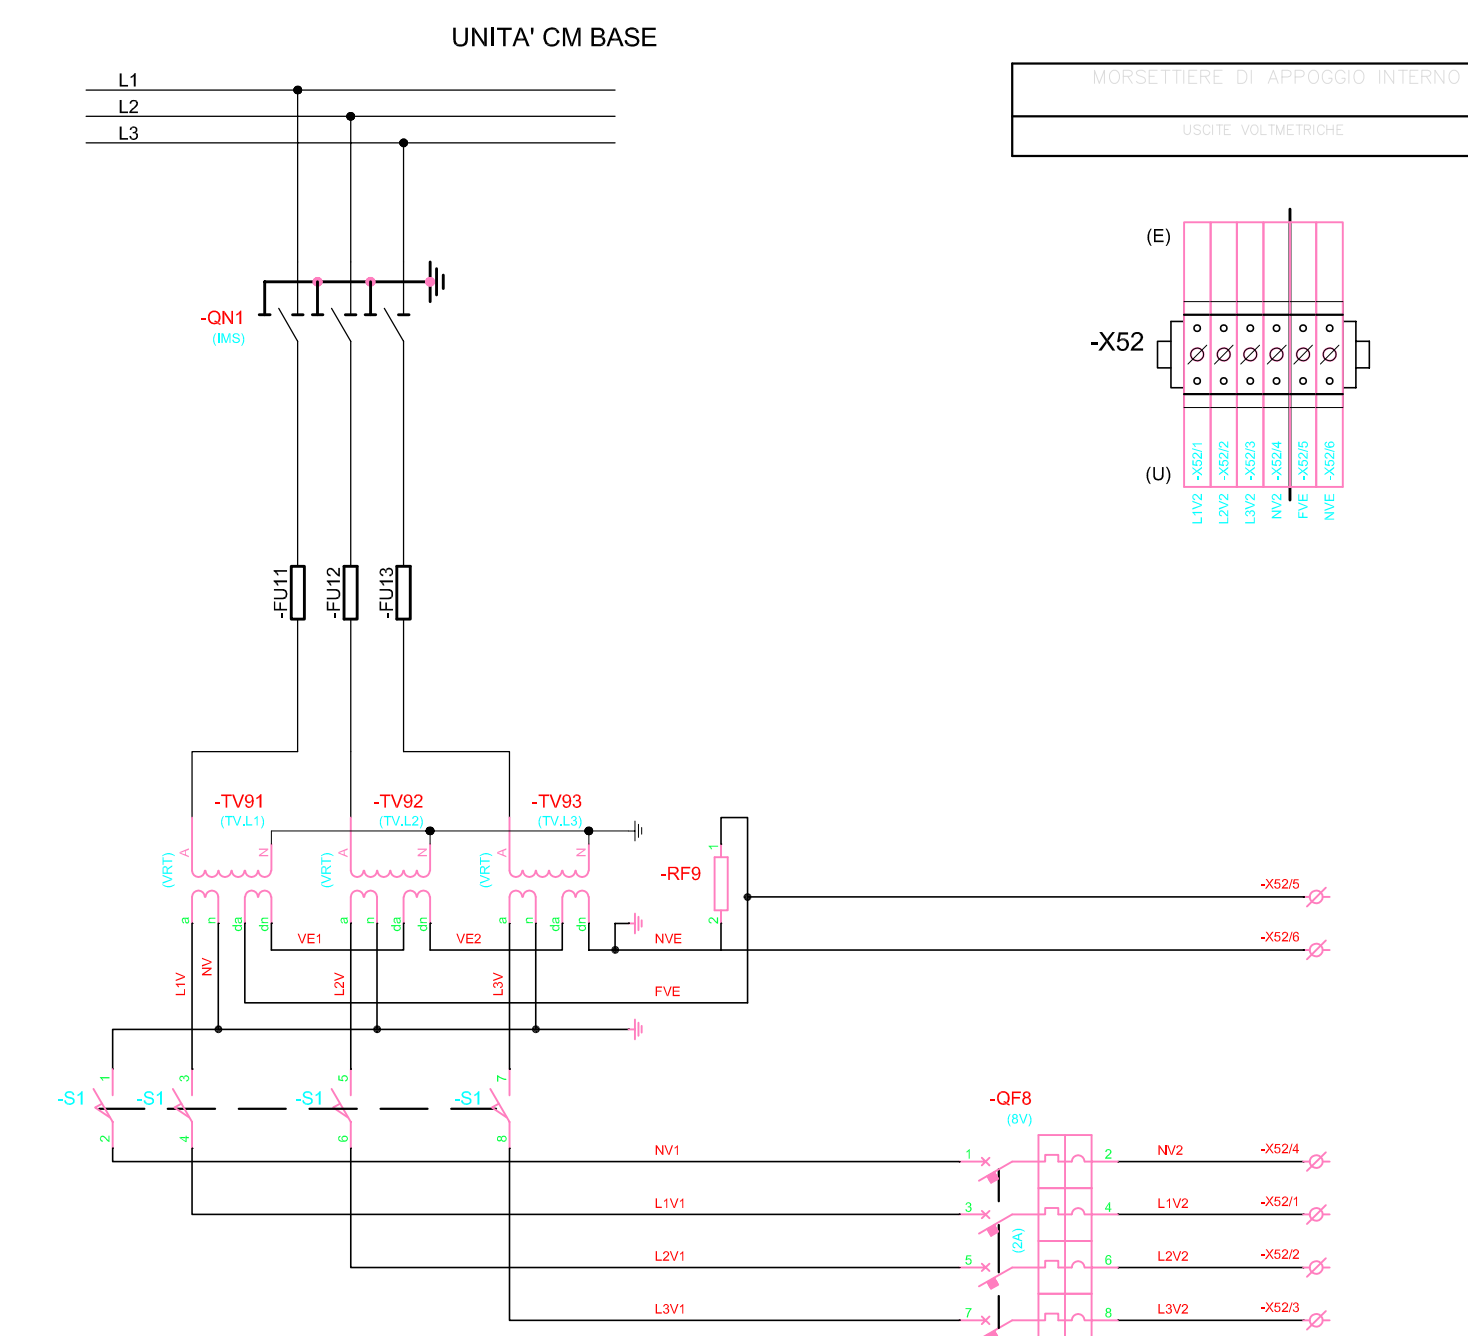 UNITA' CM BASE
L1
L2
L3
MORSETTIERE DI APPOGGIO INTERNO
USCITE VOLTMETRICHE
(E)
-QN1
(IMS)
-X52
(U)
-X52/1
-X52/2
-X52/3
-X52/4
-X52/5
-X52/6
L1V2
L2V2
L3V2
NV2
FVE
NVE
-FU11
-FU12
-FU13
-TV91
(TV.L1)
-TV92
(TV.L2)
-TV93
(TV.L3)
(VRT)
A
N
(VRT)
A
N
(VRT)
A
N
-RF9
1
2
a
n
da
dn
a
n
da
dn
a
n
da
dn
VE1
VE2
NVE
FVE
-X52/5
-X52/6
L1V
NV
L2V
L3V
-S1
1
2
-S1
3
4
-S1
5
6
-S1
7
8
-QF8
(8V)
(2A)
NV1
1
2
NV2
-X52/4
L1V1
3
4
L1V2
-X52/1
L2V1
5
6
L2V2
-X52/2
L3V1
7
8
L3V2
-X52/3